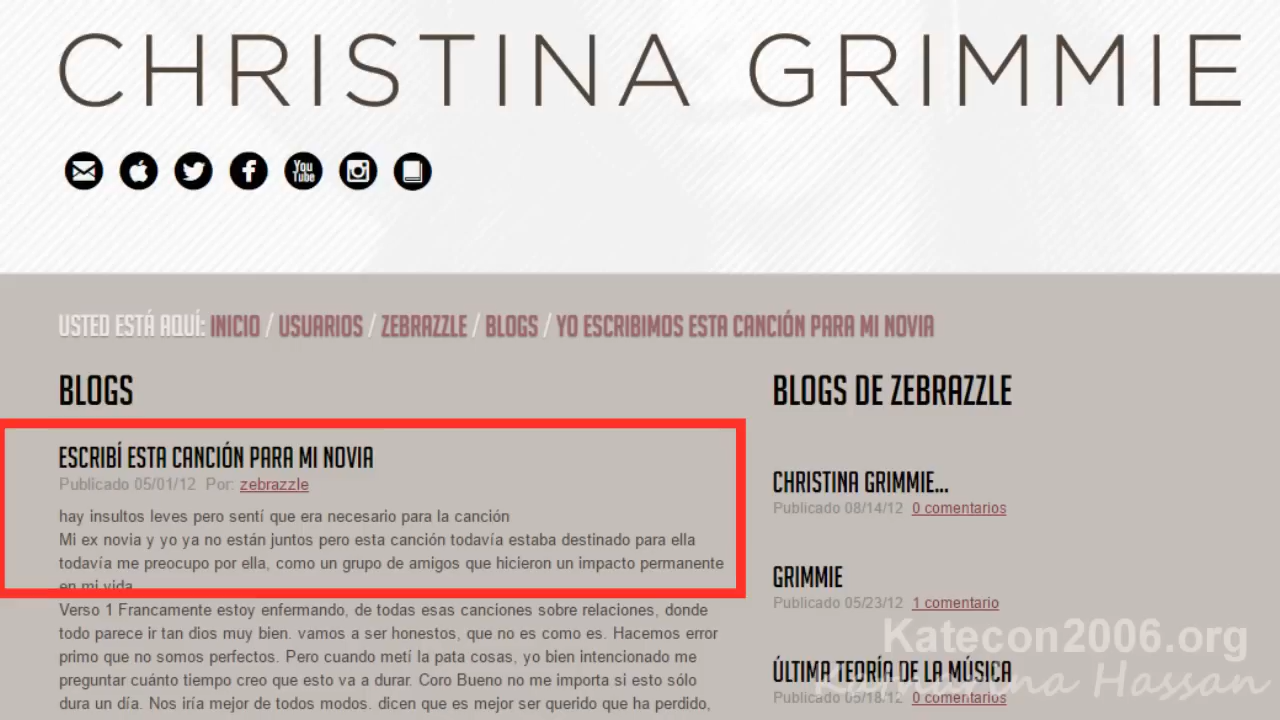 CHRISTINA GRIMMIE
You Tube
USTED ESTÁ AQUÍ: INICIO / USUARIOS / ZEBRAZZLE / BLOGS / YO ESCRIBIMOS ESTA CANCIÓN PARA MI NOVIA
BLOGS
ESCRIBÍ ESTA CANCIÓN PARA MI NOVIA
Publicado 05/01/12 Por: zebrazzle
hay insultos leves pero sentí que era necesario para la canción
Mi ex novia y yo ya no están juntos pero esta canción todavía estaba destinado para ella
todavía me preocupo por ella, como un grupo de amigos que hicieron un impacto permanente
en mi vida
Verso 1 Francamente estoy enfermando, de todas esas canciones sobre relaciones, donde
todo parece ir tan dios muy bien. vamos a ser honestos, que no es como es. Hacemos error
primo que no somos perfectos. Pero cuando metí la pata cosas, yo bien intencionado me
preguntar cuánto tiempo creo que esto va a durar. Coro Bueno no me importa si esto sólo
dura un día. Nos iría mejor de todos modos. dicen que es mejor ser querido que ha perdido,
BLOGS DE ZEBRAZZLE
CHRISTINA GRIMMIE...
Publicado 08/14/12 0 comentarios
GRIMMIE
Publicado 05/23/12 1 comentario
ÚLTIMA TEORÍA DE LA MÚSICA
Publicado 05/18/12 0 comentarios
Katecon2006.org
Hassan